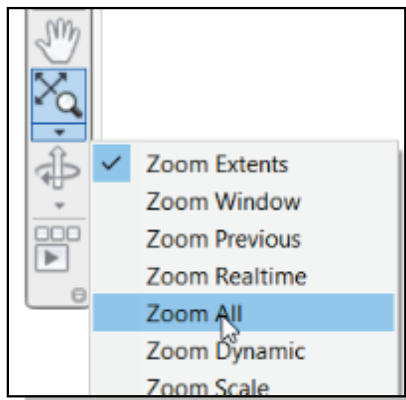 Zoom Extents
Zoom Window
Zoom Previous
Zoom Realtime
Zoom All
Zoom Dynamic
Zoom Scale